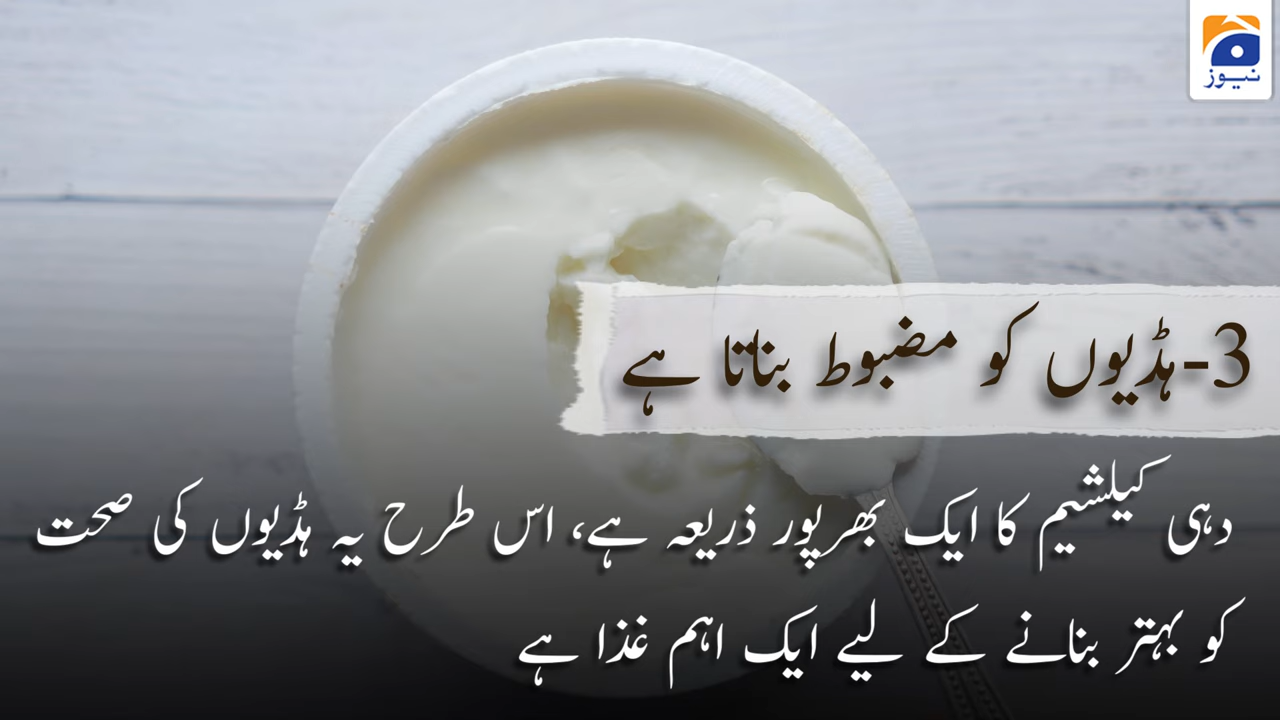 نیوز
3-ہڈیوں کو مضبوط بناتا ہے
دہی کیلشیم کا ایک بھرپور ذریعہ ہے، اس طرح یہ ہڈیوں کی صحت
کو بہتر بنانے کے لیے ایک اہم غذا ہے